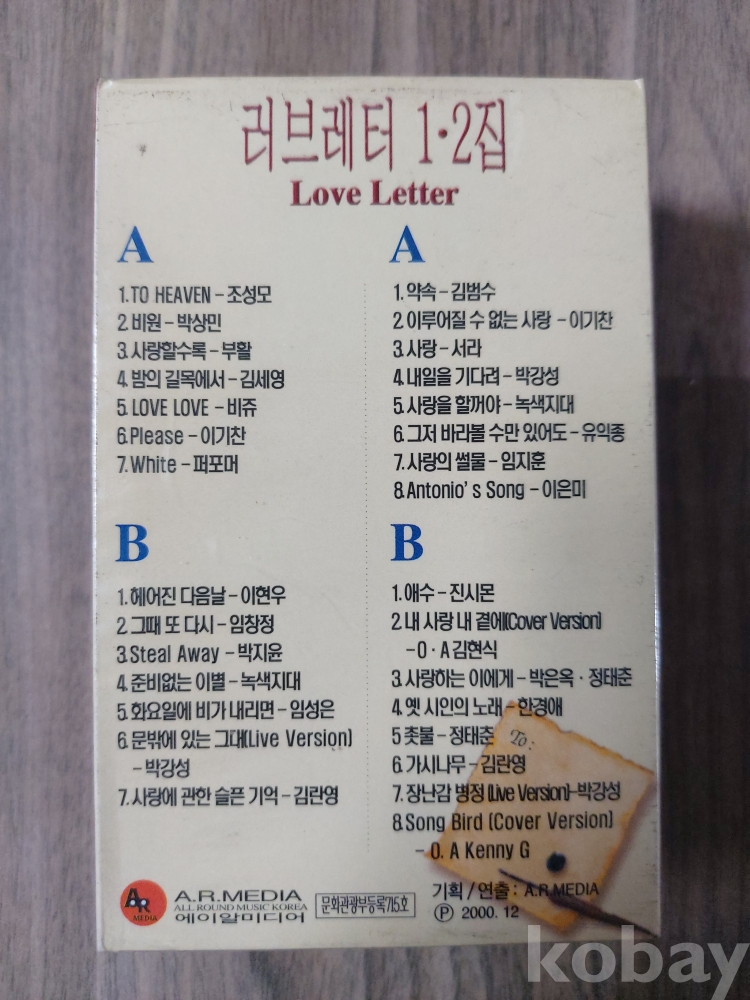 러브레터 1·2집
Love Letter
A
1.TO HEAVEN - 조성모
2.비원 - 박상민
3.사랑할수록 - 부활
4.밤의 길목에서 - 김세영
5.LOVE LOVE - 비쥬
6.Please - 이기찬
7.White - 퍼포머
B
1.헤어진 다음날 - 이현우
2.그때 또 다시 - 임창정
3.Steal Away - 박지윤
4.준비없는 이별 - 녹색지대
5.화요일에 비가 내리면 - 임성은
6.문밖에 있는 그대(Live Version)
- 박강성
7.사랑에 관한 슬픈 기억 - 김란영
A
1.약속 - 김범수
2.이루어질 수 없는 사랑 - 이기찬
3.사랑 - 서라
4.내일을 기다려 - 박강성
5.사랑을 할꺼야 - 녹색지대
6.그저 바라볼 수만 있어도 - 유익종
7.사랑의 썰물 - 임지훈
8.Antonio's Song - 이은미
B
1.애수 - 진시몬
2.내 사랑 내 곁에(Cover Version)
- O·A 김현식
3.사랑하는 이에게 - 박은옥·정태춘
4.옛 시인의 노래 - 한경애
5.촛불 - 정태춘
6.가시나무 - 김란영
7.장난감 병정(Live Version)-박강성
8.Song Bird (Cover Version)
- O. A Kenny G
To:
AR
MEDIA
A.R.MEDIA
ALL ROUND MUSIC KOREA
에이알미디어
문화관광부등록715호
기획/연출: A.R.MEDIA
Ⓟ 2000. 12
kobay